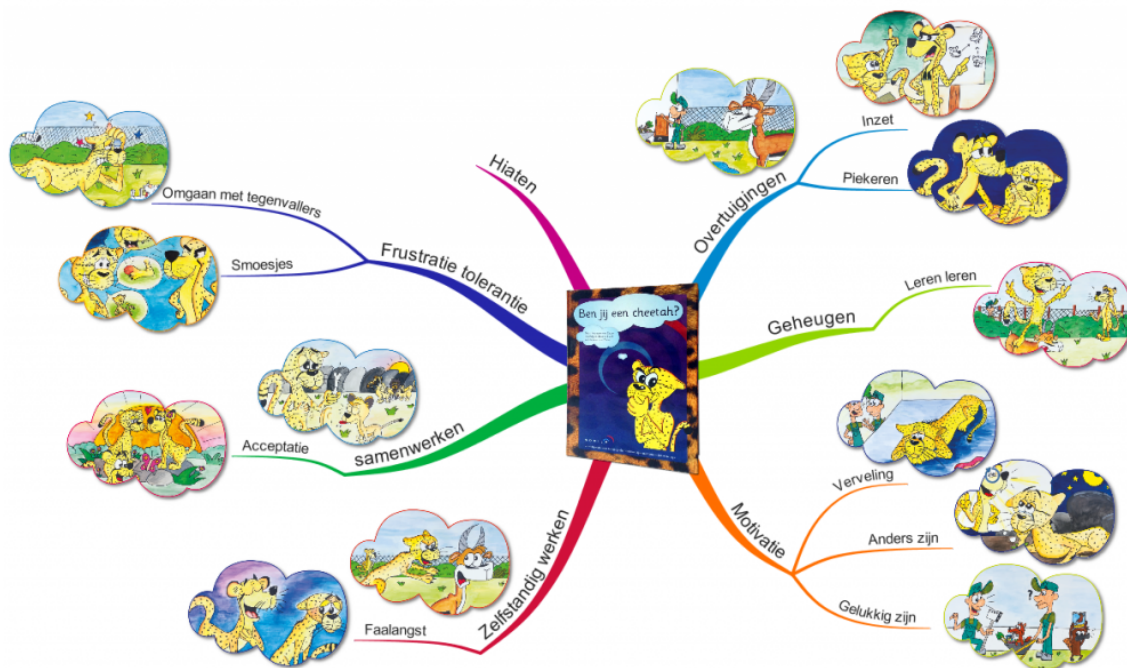 Ben jij een cheetah?
Hiaten
Overtuigingen
Inzet
Piekeren
Geheugen
Leren leren
Motivatie
Verveling
Anders zijn
Gelukkig zijn
Zelfstandig werken
Faalangst
samenwerken
Acceptatie
Frustratie tolerantie
Omgaan met tegenvallers
Smoesjes